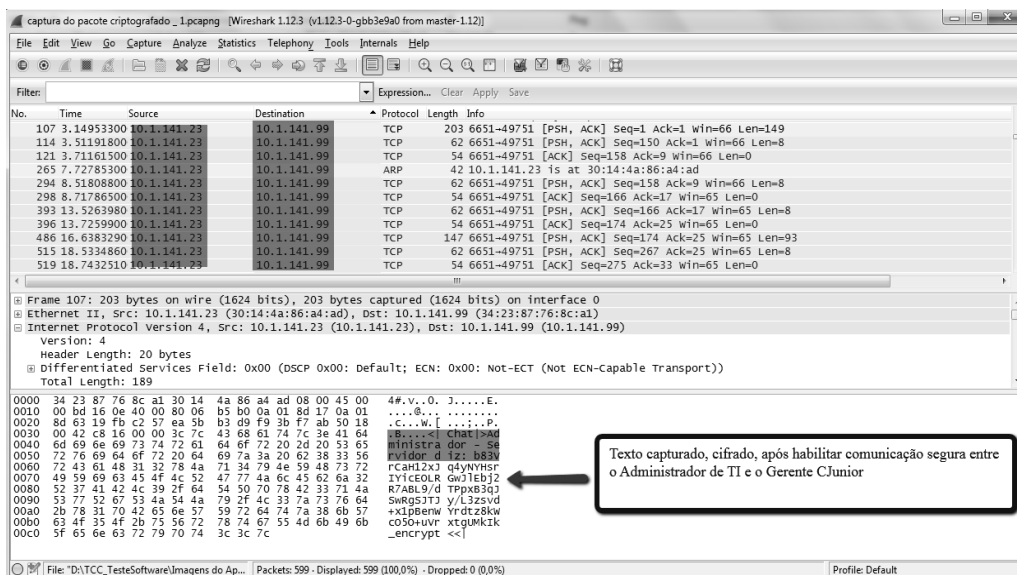 captura do pacote criptografado _ 1.pcapng [Wireshark 1.12.3 (v1.12.3-0-gbb3e9a0 from master-1.12)]
File Edit View Go Capture Analyze Statistics Telephony Tools Internals Help
Filter: Expression... Clear Apply Save
No. Time Source Destination Protocol Length Info
107 3.14953300 10.1.141.23 10.1.141.99 TCP 203 6651→49751 [PSH, ACK] Seq=1 Ack=1 Win=66 Len=149
114 3.51191800 10.1.141.23 10.1.141.99 TCP 62 6651→49751 [PSH, ACK] Seq=150 Ack=1 Win=66 Len=8
121 3.71161500 10.1.141.23 10.1.141.99 TCP 54 6651→49751 [ACK] Seq=158 Ack=9 Win=66 Len=0
265 7.72785300 10.1.141.23 10.1.141.99 ARP 42 10.1.141.23 is at 30:14:4a:86:a4:ad
294 8.51808800 10.1.141.23 10.1.141.99 TCP 62 6651→49751 [PSH, ACK] Seq=158 Ack=9 Win=66 Len=8
298 8.71786500 10.1.141.23 10.1.141.99 TCP 54 6651→49751 [ACK] Seq=166 Ack=17 Win=65 Len=0
393 13.5263980 10.1.141.23 10.1.141.99 TCP 62 6651→49751 [PSH, ACK] Seq=166 Ack=17 Win=65 Len=8
396 13.7259900 10.1.141.23 10.1.141.99 TCP 54 6651→49751 [ACK] Seq=174 Ack=25 Win=65 Len=0
486 16.6383290 10.1.141.23 10.1.141.99 TCP 147 6651→49751 [PSH, ACK] Seq=174 Ack=25 Win=65 Len=93
515 18.5334860 10.1.141.23 10.1.141.99 TCP 62 6651→49751 [PSH, ACK] Seq=267 Ack=25 Win=65 Len=8
519 18.7432510 10.1.141.23 10.1.141.99 TCP 54 6651→49751 [ACK] Seq=275 Ack=33 Win=65 Len=0
Frame 107: 203 bytes on wire (1624 bits), 203 bytes captured (1624 bits) on interface 0
Ethernet II, Src: 10.1.141.23 (30:14:4a:86:a4:ad), Dst: 10.1.141.99 (34:23:87:76:8c:a1)
Internet Protocol Version 4, Src: 10.1.141.23 (10.1.141.23), Dst: 10.1.141.99 (10.1.141.99)
Version: 4
Header Length: 20 bytes
Differentiated Services Field: 0x00 (DSCP 0x00: Default; ECN: 0x00: Not-ECT (Not ECN-Capable Transport))
Total Length: 189
0000 34 23 87 76 8c a1 30 14 4a 86 a4 ad 08 00 45 00 4#.v..0. J.....E.
0010 00 bd 16 0e 40 00 80 06 b5 b0 0a 01 8d 17 0a 01 ....@... ........
0020 8d 63 19 fb c2 57 ea 5b b3 d9 f9 3b f7 ab 50 18 .c...W.[ ...;..P.
0030 00 42 c8 16 00 00 3c 7c 43 68 61 74 7c 3e 41 64 .B....<| Chat|>Ad
0040 6d 69 6e 69 73 74 72 61 64 6f 72 20 2d 20 53 65 ministra dor - Se
0050 72 76 69 64 6f 72 20 64 69 7a 3a 20 62 38 33 56 rvidor d iz: b83V
0060 72 43 61 48 31 32 78 4a 71 34 79 4e 59 48 73 72 rCaH12xJ q4yNYHsr
0070 49 59 69 63 45 4f 4c 52 47 77 4a 6c 45 62 6a 32 IYicEOLR GwJlEbj2
0080 52 37 41 42 4c 39 2f 64 54 50 70 78 42 33 71 4a R7ABL9/d TPpxB3qJ
0090 53 77 52 67 53 4a 54 4a 79 2f 4c 33 7a 73 76 64 SwRgSJTJ y/L3zsvd
00a0 2b 78 31 70 42 65 6e 57 59 72 64 74 7a 38 6b 57 +x1pBenW Yrdtz8kW
00b0 63 4f 35 4f 2b 75 56 72 78 74 67 55 4d 6b 49 6b cO5O+uVr xtgUMkIk
00c0 5f 65 6e 63 72 79 70 74 3c 3c 7c _encrypt <<|
Texto capturado, cifrado, após habilitar comunicação segura entre
o Administrador de TI e o Gerente CJunior
File: "D:\TCC_TesteSoftware\Imagens do Ap... Packets: 599 · Displayed: 599 (100,0%) · Dropped: 0 (0,0%) Profile: Default